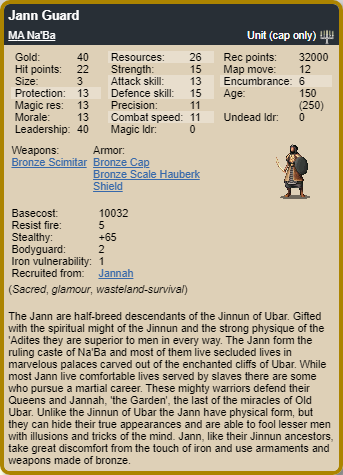 Jann Guard
MA Na'Ba Unit (cap only)
Gold: 40 Resources: 26 Rec points: 32000
Hit points: 22 Strength: 15 Map move: 12
Size: 3 Attack skill: 13 Encumbrance: 6
Protection: 13 Defence skill: 15 Age: 150
Magic res: 13 Precision: 11 (250)
Morale: 13 Combat speed: 11 Undead ldr: 0
Leadership: 40 Magic ldr: 0
Weapons: Armor:
Bronze Scimitar Bronze Cap
Bronze Scale Hauberk
Shield
Basecost: 10032
Resist fire: 5
Stealthy: +65
Bodyguard: 2
Iron vulnerability: 1
Recruited from: Jannah
(Sacred, glamour, wasteland-survival)
The Jann are half-breed descendants of the Jinnun of Ubar. Gifted
with the spiritual might of the Jinnun and the strong physique of the
'Adites they are superior to men in every way. The Jann form the
ruling caste of Na'Ba and most of them live secluded lives in
marvelous palaces carved out of the enchanted cliffs of Ubar. While
most Jann live comfortable lives served by slaves there are some
who pursue a martial career. These mighty warriors defend their
Queens and Jannah, 'the Garden', the last of the miracles of Old
Ubar. Unlike the Jinnun of Ubar the Jann have physical form, but
they can hide their true appearances and are able to fool lesser men
with illusions and tricks of the mind. Jann, like their Jinnun ancestors,
take great discomfort from the touch of iron and use armaments and
weapons made of bronze.